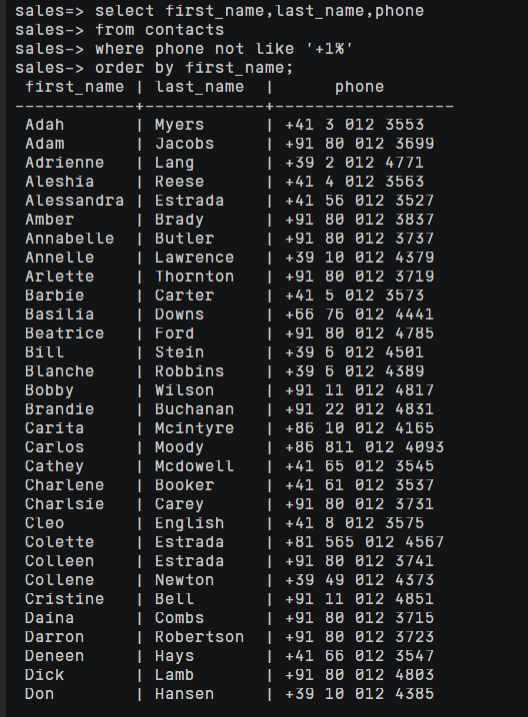 sales=> select first_name,last_name,phone
sales-> from contacts
sales-> where phone not like '+1%'
sales-> order by first_name;
 first_name | last_name  |      phone
------------+------------+------------------
 Adah       | Myers      | +41 3 012 3553
 Adam       | Jacobs     | +91 80 012 3699
 Adrienne   | Lang       | +39 2 012 4771
 Aleshia    | Reese      | +41 4 012 3563
 Alessandra | Estrada    | +41 56 012 3527
 Amber      | Brady      | +91 80 012 3837
 Annabelle  | Butler     | +91 80 012 3737
 Annelle    | Lawrence   | +39 10 012 4379
 Arlette    | Thornton   | +91 80 012 3719
 Barbie     | Carter     | +41 5 012 3573
 Basilia    | Downs      | +66 76 012 4441
 Beatrice   | Ford       | +91 80 012 4785
 Bill       | Stein      | +39 6 012 4501
 Blanche    | Robbins    | +39 6 012 4389
 Bobby      | Wilson     | +91 11 012 4817
 Brandie    | Buchanan   | +91 22 012 4831
 Carita     | Mcintyre   | +86 10 012 4165
 Carlos     | Moody      | +86 811 012 4093
 Cathey     | Mcdowell   | +41 65 012 3545
 Charlene   | Booker     | +41 61 012 3537
 Charlsie   | Carey      | +91 80 012 3731
 Cleo       | English    | +41 8 012 3575
 Colette    | Estrada    | +81 565 012 4567
 Colleen    | Estrada    | +91 80 012 3741
 Collene    | Newton     | +39 49 012 4373
 Cristine   | Bell       | +91 11 012 4851
 Daina      | Combs      | +91 80 012 3715
 Darron     | Robertson  | +91 80 012 3723
 Deneen     | Hays       | +41 66 012 3547
 Dick       | Lamb       | +91 80 012 4803
 Don        | Hansen     | +39 10 012 4385